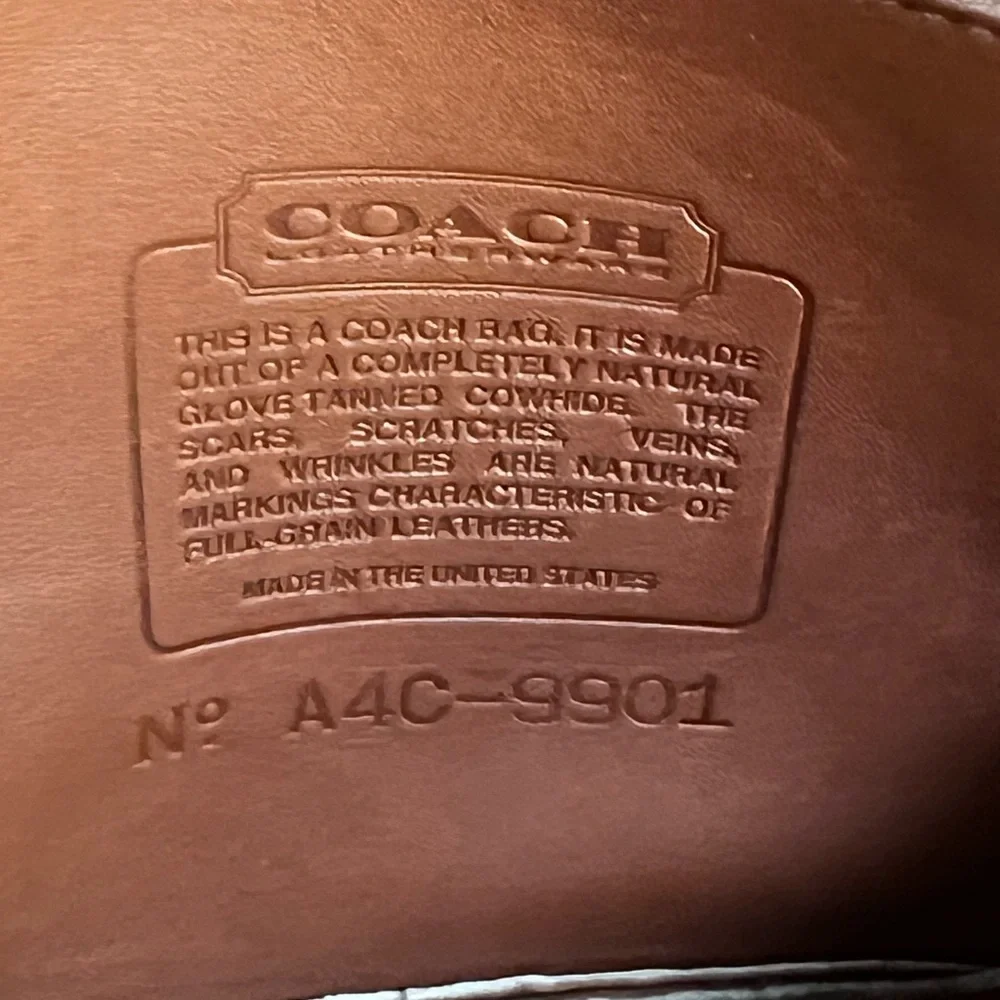 COACH
LEATHERWARE
THIS IS A COACH BAG. IT IS MADE
OUT OF A COMPLETELY NATURAL
GLOVE TANNED COWHIDE. THE
SCARS, SCRATCHES, VEINS,
AND WRINKLES ARE NATURAL
MARKINGS CHARACTERISTIC OF
FULL-GRAIN LEATHERS.
MADE IN THE UNITED STATES
Nº A4C-9901